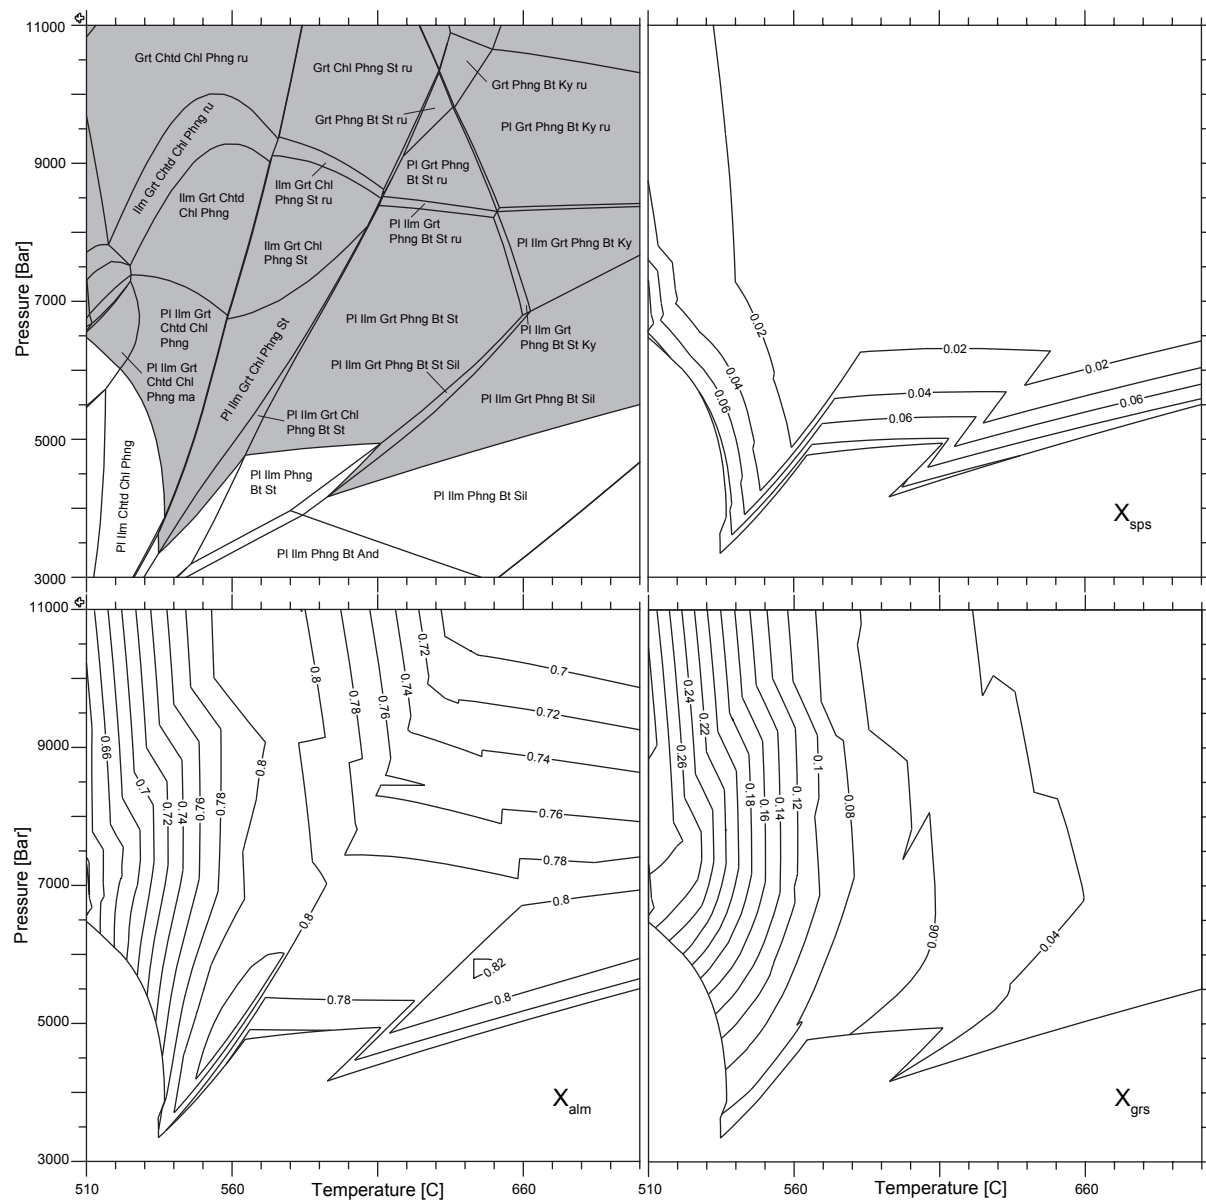 11000
9000
7000
5000
3000
Pressure [Bar]
Grt Chtd Chl Phng ru
Grt Chl Phng St ru
Grt Phng Bt Ky ru
Grt Phng Bt St ru
Pl Grt Phng Bt Ky ru
Ilm Grt Chtd Chl Phng ru
Pl Grt Phng
Bt St ru
Ilm Grt Chl
Phng St ru
Ilm Grt Chtd
Chl Phng
Pl Ilm Grt
Phng Bt St ru
Pl Ilm Grt Phng Bt Ky
Ilm Grt Chl
Phng St
Pl Ilm Grt
Chtd Chl
Phng
Pl Ilm Grt Phng Bt St
Pl Ilm Grt
Phng Bt St Ky
Pl Ilm Grt Chl Phng St
Pl Ilm Grt Phng Bt St Sil
Pl Ilm Grt
Chtd Chl
Phng ma
Pl Ilm Grt Phng Bt Sil
Pl Ilm Grt Chl
Phng Bt St
Pl Ilm Chtd Chl Phng
Pl Ilm Phng
Bt St
Pl Ilm Phng Bt Sil
Pl Ilm Phng Bt And
0.02
0.02
0.02
0.04
0.04
0.06
0.06
0.06
Xsps
11000
9000
7000
5000
3000
Pressure [Bar]
0.66
0.7
0.72
0.74
0.76
0.78
0.8
0.8
0.78
0.76
0.74
0.72
0.7
0.72
0.74
0.76
0.78
0.8
0.8
0.82
0.8
0.78
Xalm
510
560
Temperature [C]
660
0.24
0.22
0.26
0.18
0.16
0.14
0.12
0.1
0.08
0.06
0.04
Xgrs
510
560
Temperature [C]
660